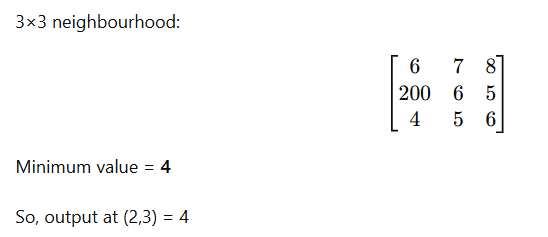 3×3 neighbourhood:
6 7 8
200 6 5
4 5 6
Minimum value = 4
So, output at (2,3) = 4